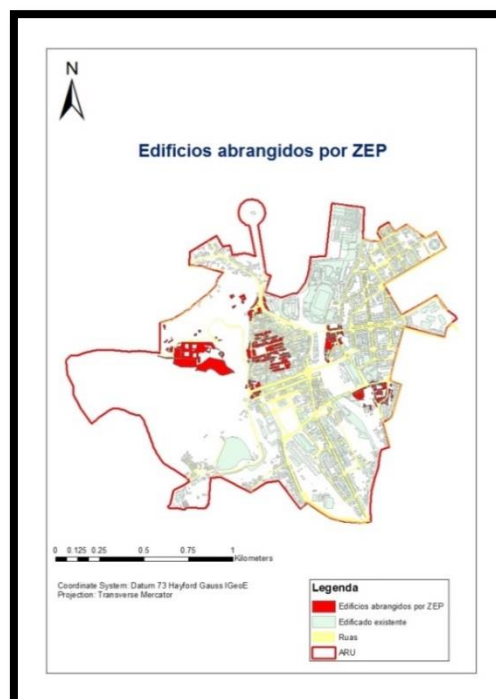 N
Edificios abrangidos por ZEP
0 0.125 0.25 0.5 0.75 1
Kilometers
Coordinate System: Datum 73 Hayford Gauss IGeoE
Projection: Transverse Mercator
Legenda
Edificios abrangidos por ZEP
Edificado existente
Ruas
ARU